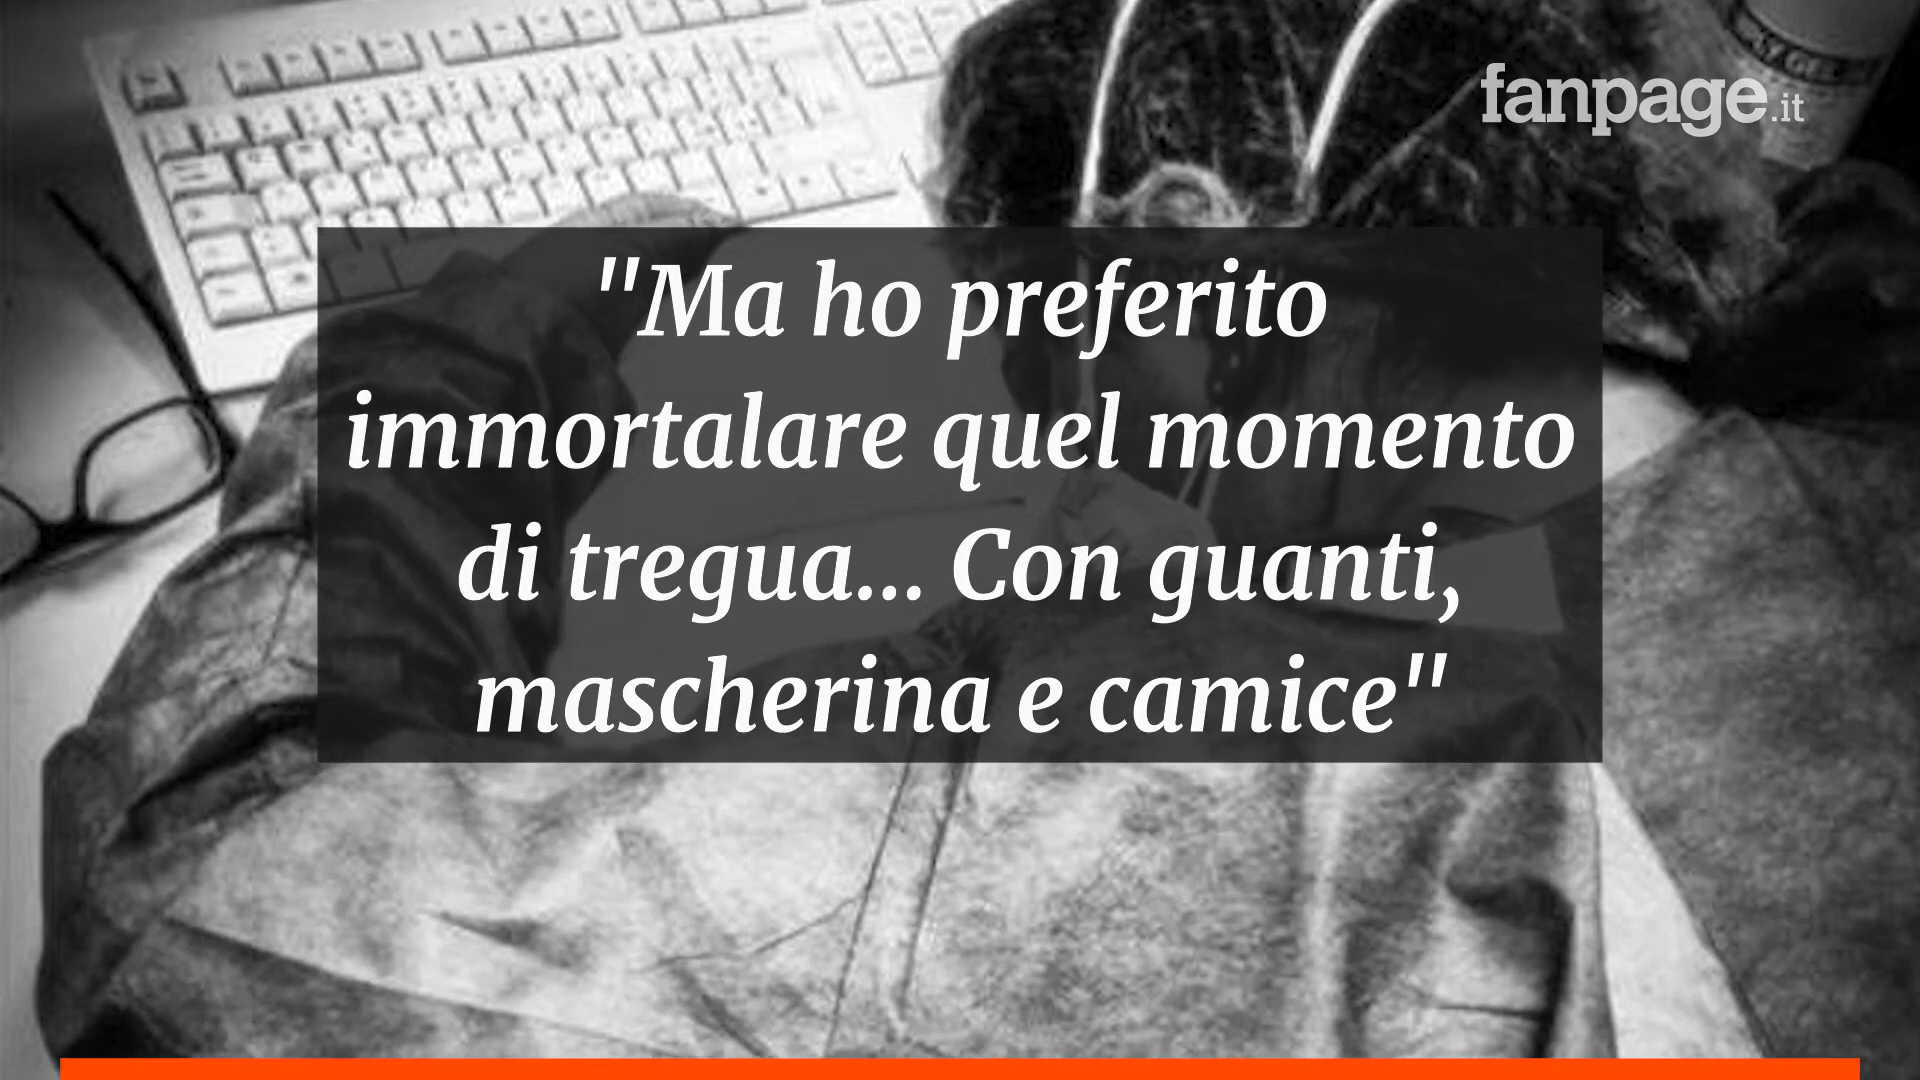 fanpage.it
"Ma ho preferito
immortalare quel momento
di tregua... Con guanti,
mascherina e camice"